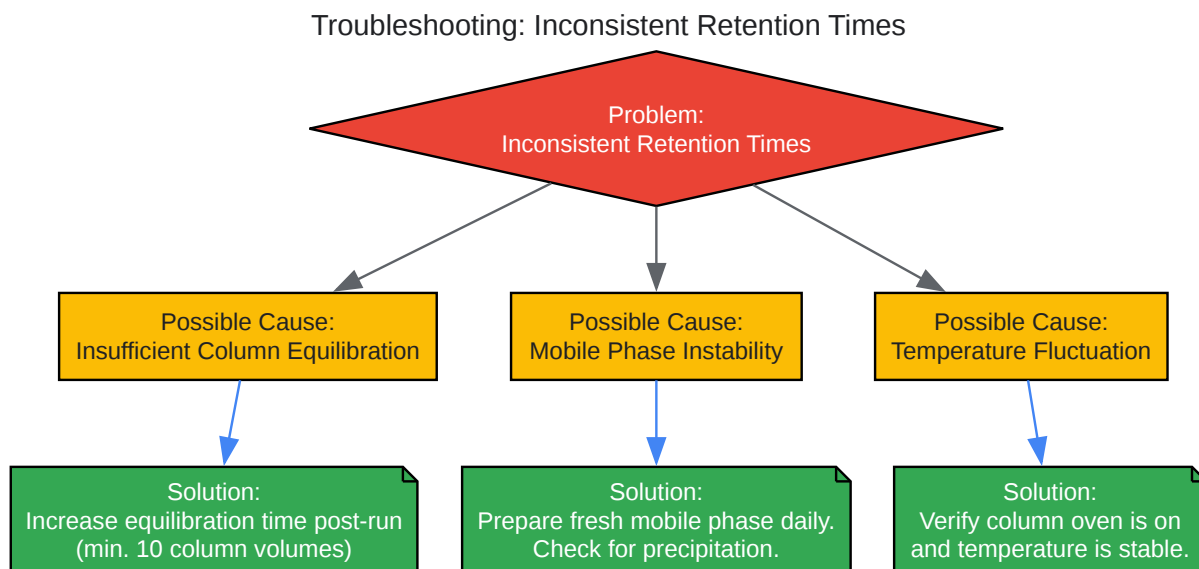 Troubleshooting: Inconsistent Retention Times
Problem:
Inconsistent Retention Times
Possible Cause:
Insufficient Column Equilibration
Possible Cause:
Mobile Phase Instability
Possible Cause:
Temperature Fluctuation
Solution:
Increase equilibration time post-run
(min. 10 column volumes)
Solution:
Prepare fresh mobile phase daily.
Check for precipitation.
Solution:
Verify column oven is on
and temperature is stable.